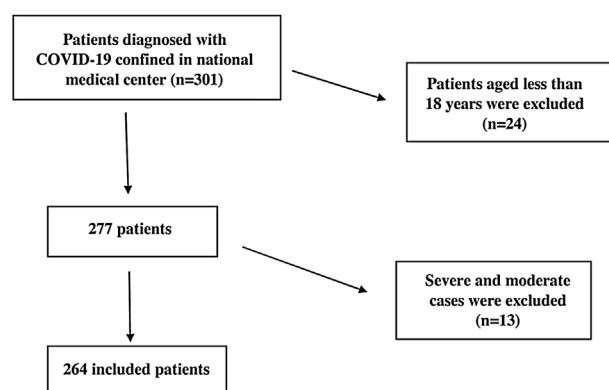 Patients diagnosed with
COVID-19 confined in national
medical center (n=301)
Patients aged less than
18 years were excluded
(n=24)
277 patients
Severe and moderate
cases were excluded
(n=13)
264 included patients